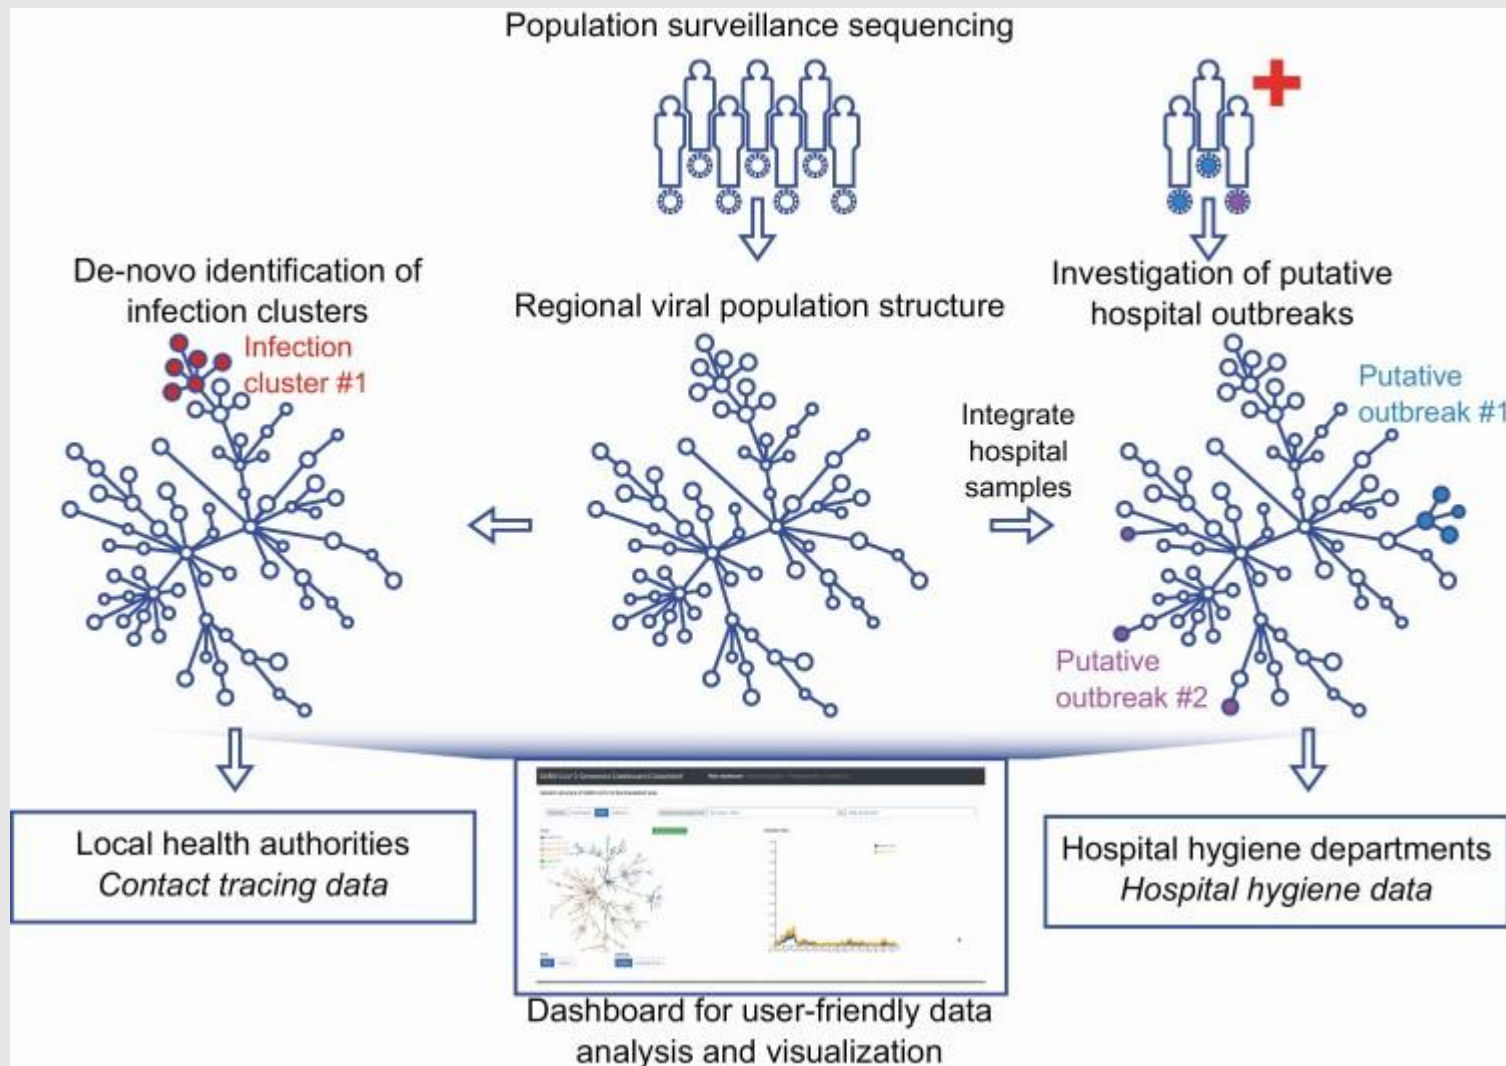 Population surveillance sequencing
De-novo identification of
infection clusters
Infection
cluster #1
Regional viral population structure
Integrate
hospital
samples
Investigation of putative
hospital outbreaks
Putative
outbreak #1
Putative
outbreak #2
Local health authorities
Contact tracing data
Hospital hygiene departments
Hospital hygiene data
Dashboard for user-friendly data
analysis and visualization